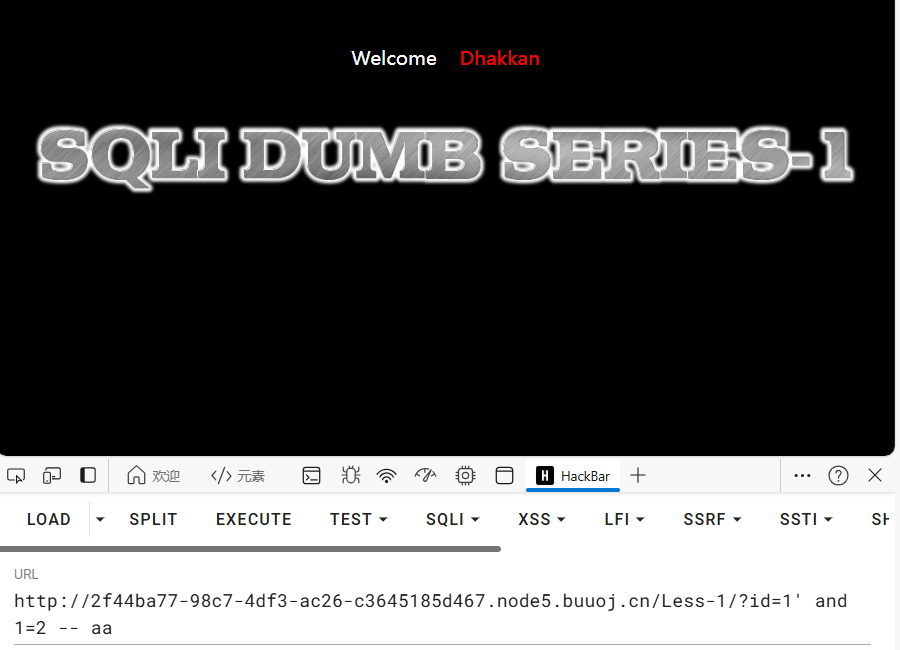 Welcome Dhakkan
SQLI DUMB SERIES-1
欢迎 </> 元素 H HackBar
LOAD SPLIT EXECUTE TEST SQLI XSS LFI SSRF SSTI SH
URL
http://2f44ba77-98c7-4df3-ac26-c3645185d467.node5.buuoj.cn/Less-1/?id=1' and
1=2 -- aa